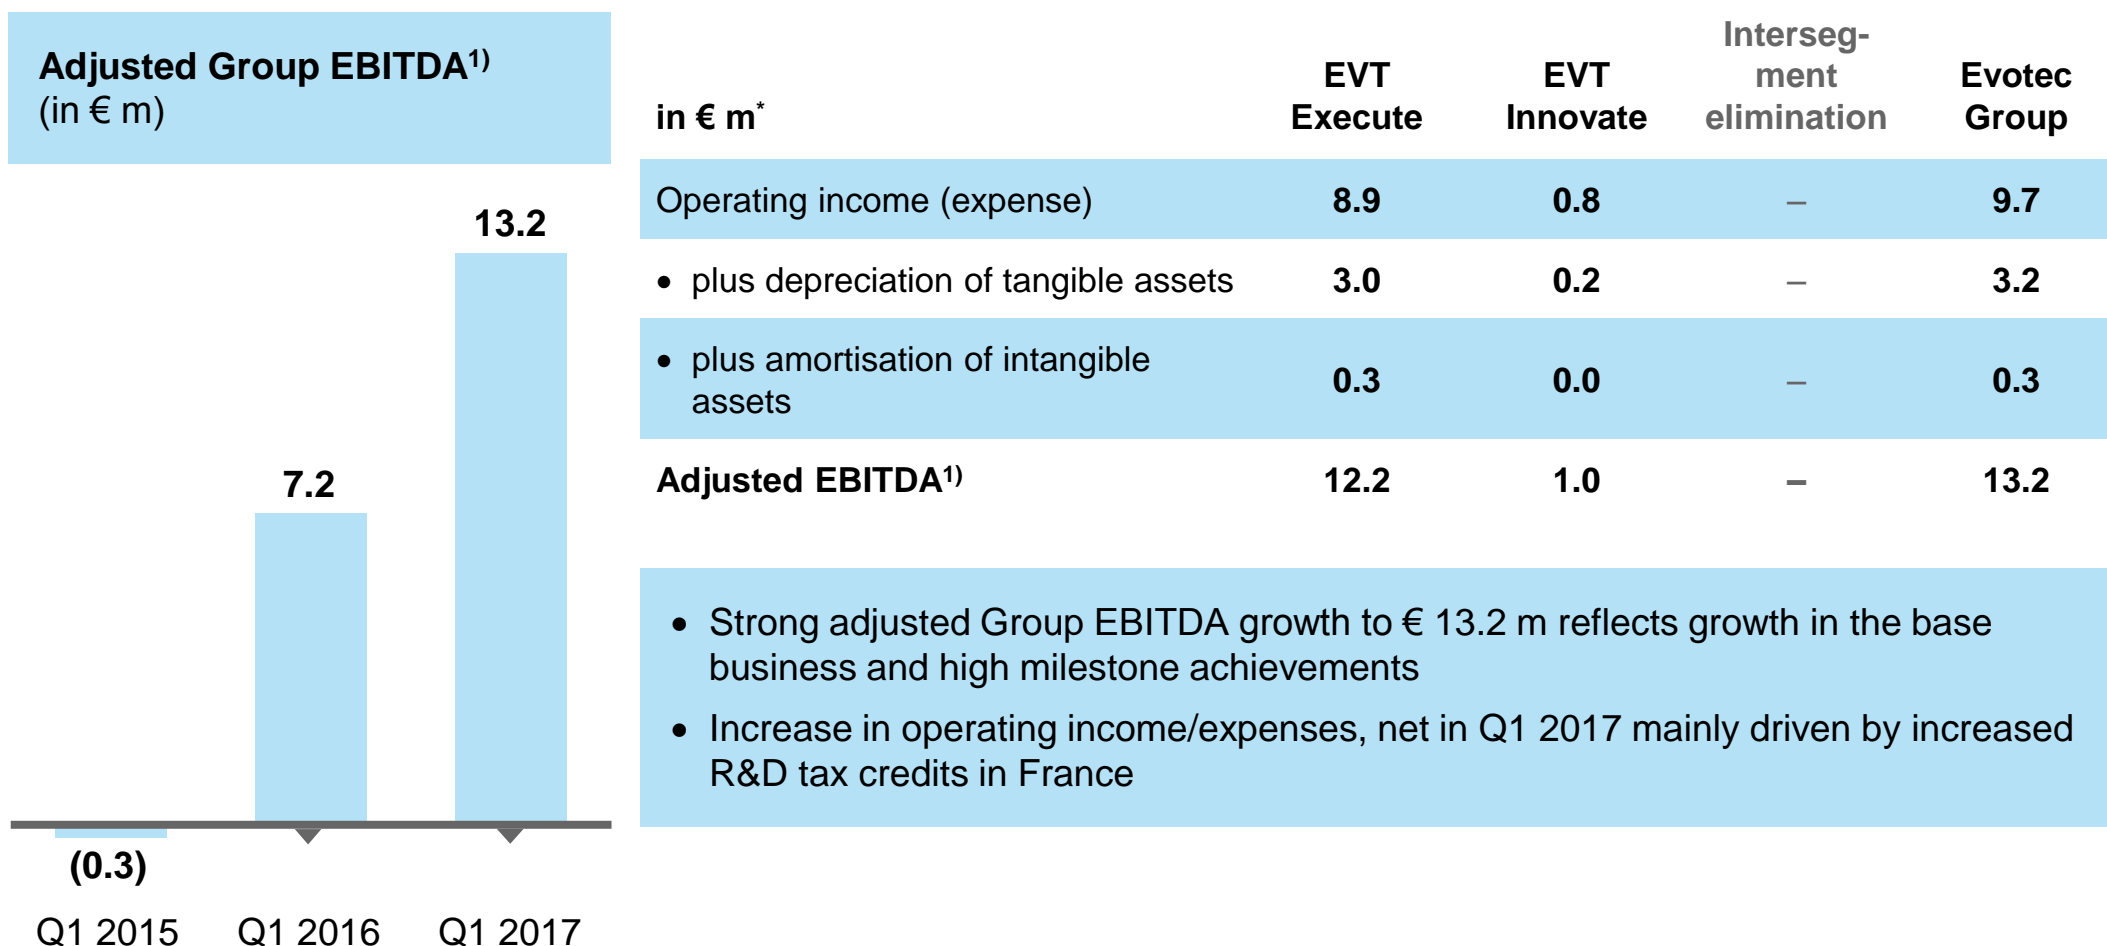 Adjusted Group EBITDA1)
(in € m)
13.2
7.2
(0.3)
Q1 2015 Q1 2016 Q1 2017
in € m* EVT Execute EVT Innovate Interseg-ment elimination Evotec Group
Operating income (expense) 8.9 0.8 – 9.7
• plus depreciation of tangible assets 3.0 0.2 – 3.2
• plus amortisation of intangible
assets 0.3 0.0 – 0.3
Adjusted EBITDA1) 12.2 1.0 – 13.2
• Strong adjusted Group EBITDA growth to € 13.2 m reflects growth in the base
business and high milestone achievements
• Increase in operating income/expenses, net in Q1 2017 mainly driven by increased
R&D tax credits in France